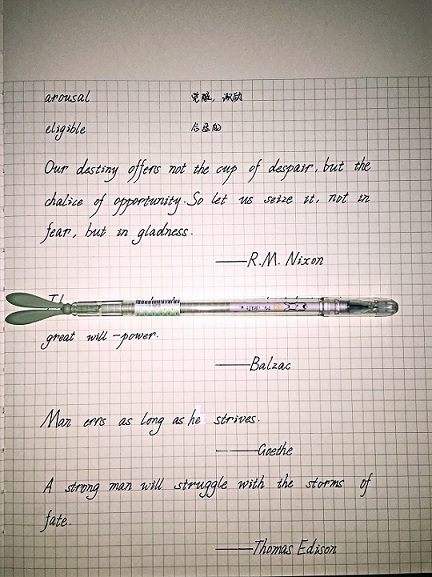 arousal 觉醒，激励
eligible 合适的
Our destiny offers not the cup of despair, but the
chalice of opportunity. So let us seize it, not in
fear, but in gladness.
——R.M. Nixon
great will-power.
——Balzac
Man errs as long as he strives.
——Goethe
A strong man will struggle with the storms of
fate.
——Thomas Edison